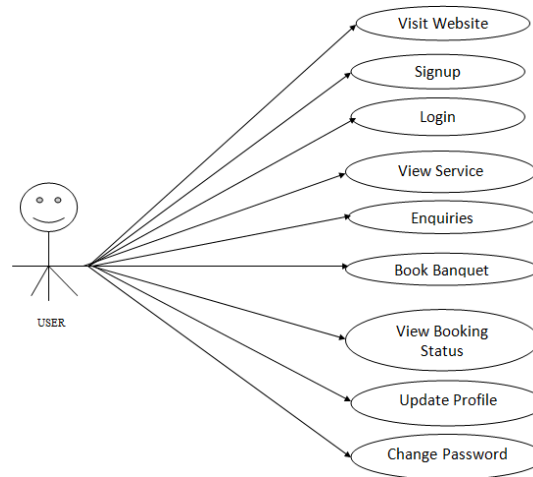 Visit Website
Signup
Login
View Service
Enquiries
Book Banquet
View Booking
Status
Update Profile
Change Password
USER